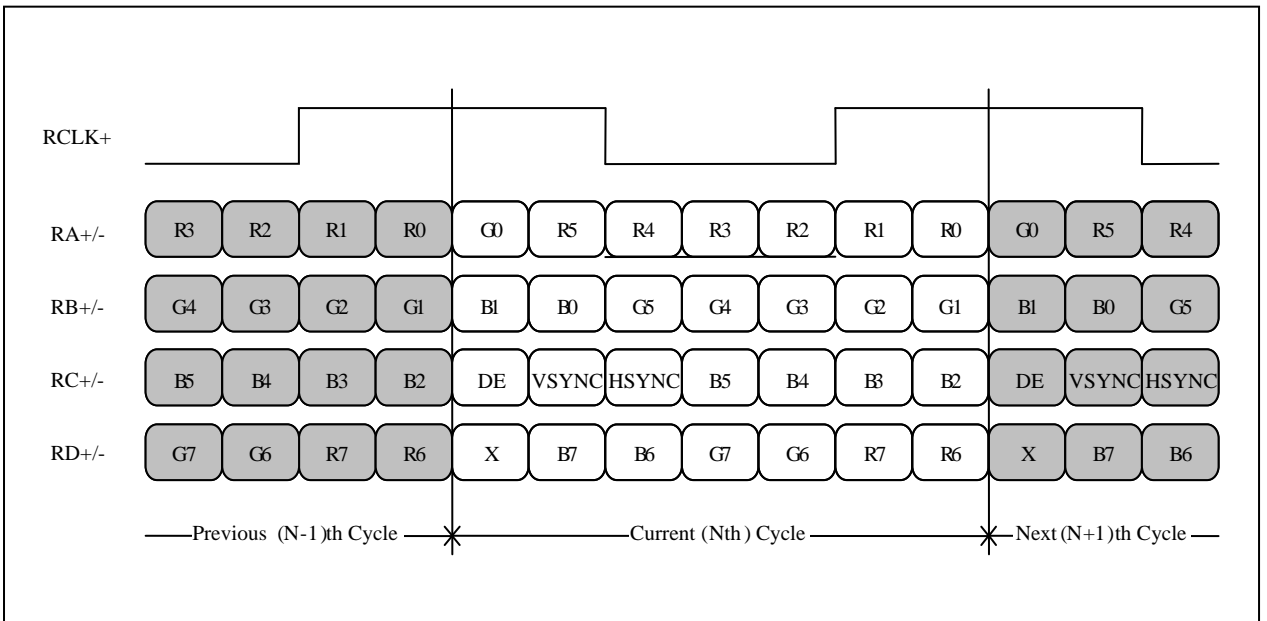 RCLK+
RA+/- R3 R2 R1 R0 G0 R5 R4 R3 R2 R1 R0 G0 R5 R4
RB+/- G4 G3 G2 G1 B1 B0 G5 G4 G3 G2 G1 B1 B0 G5
RC+/- B5 B4 B3 B2 DE VSYNC HSYNC B5 B4 B3 B2 DE VSYNC HSYNC
RD+/- G7 G6 R7 R6 X B7 B6 G7 G6 R7 R6 X B7 B6
Previous (N-1)th Cycle Current (Nth) Cycle Next (N+1)th Cycle